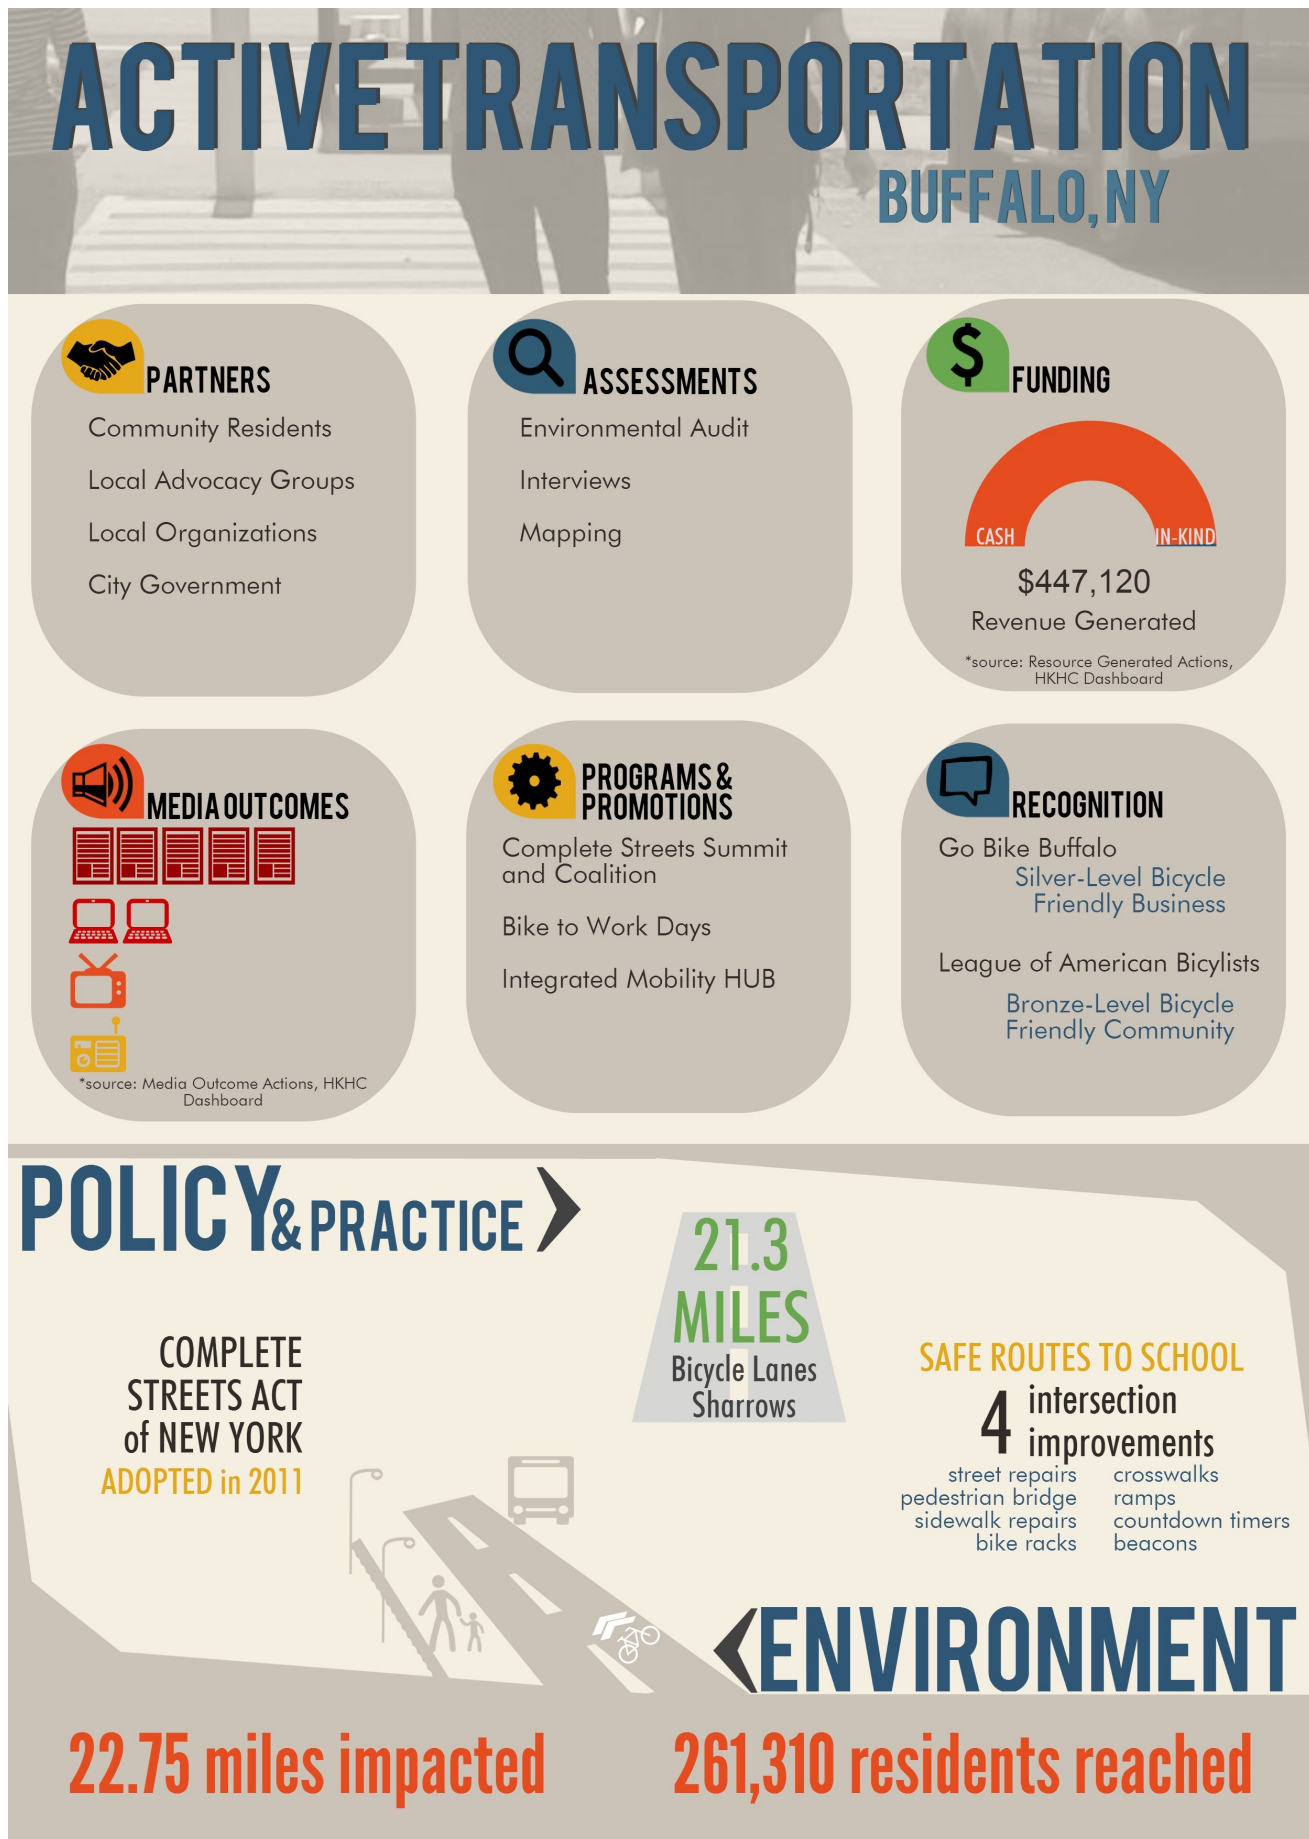 ACTIVE TRANSPORTATION
BUFFALO, NY
PARTNERS
Community Residents
Local Advocacy Groups
Local Organizations
City Government
ASSESSMENTS
Environmental Audit
Interviews
Mapping
FUNDING
CASH
IN-KIND
$447,120
Revenue Generated
*source: Resource Generated Actions,
HKHC Dashboard
MEDIA OUTCOMES
*source: Media Outcome Actions, HKHC
Dashboard
PROGRAMS &
PROMOTIONS
Complete Streets Summit
and Coalition
Bike to Work Days
Integrated Mobility HUB
RECOGNITION
Go Bike Buffalo
Silver-Level Bicycle
Friendly Business
League of American Bicylists
Bronze-Level Bicycle
Friendly Community
POLICY & PRACTICE
COMPLETE
STREETS ACT
of NEW YORK
ADOPTED in 2011
21.3
MILES
Bicycle Lanes
Sharrows
SAFE ROUTES TO SCHOOL
4 intersection
improvements
street repairs
pedestrian bridge
sidewalk repairs
bike racks
crosswalks
ramps
countdown timers
beacons
ENVIRONMENT
22.75 miles impacted
261,310 residents reached